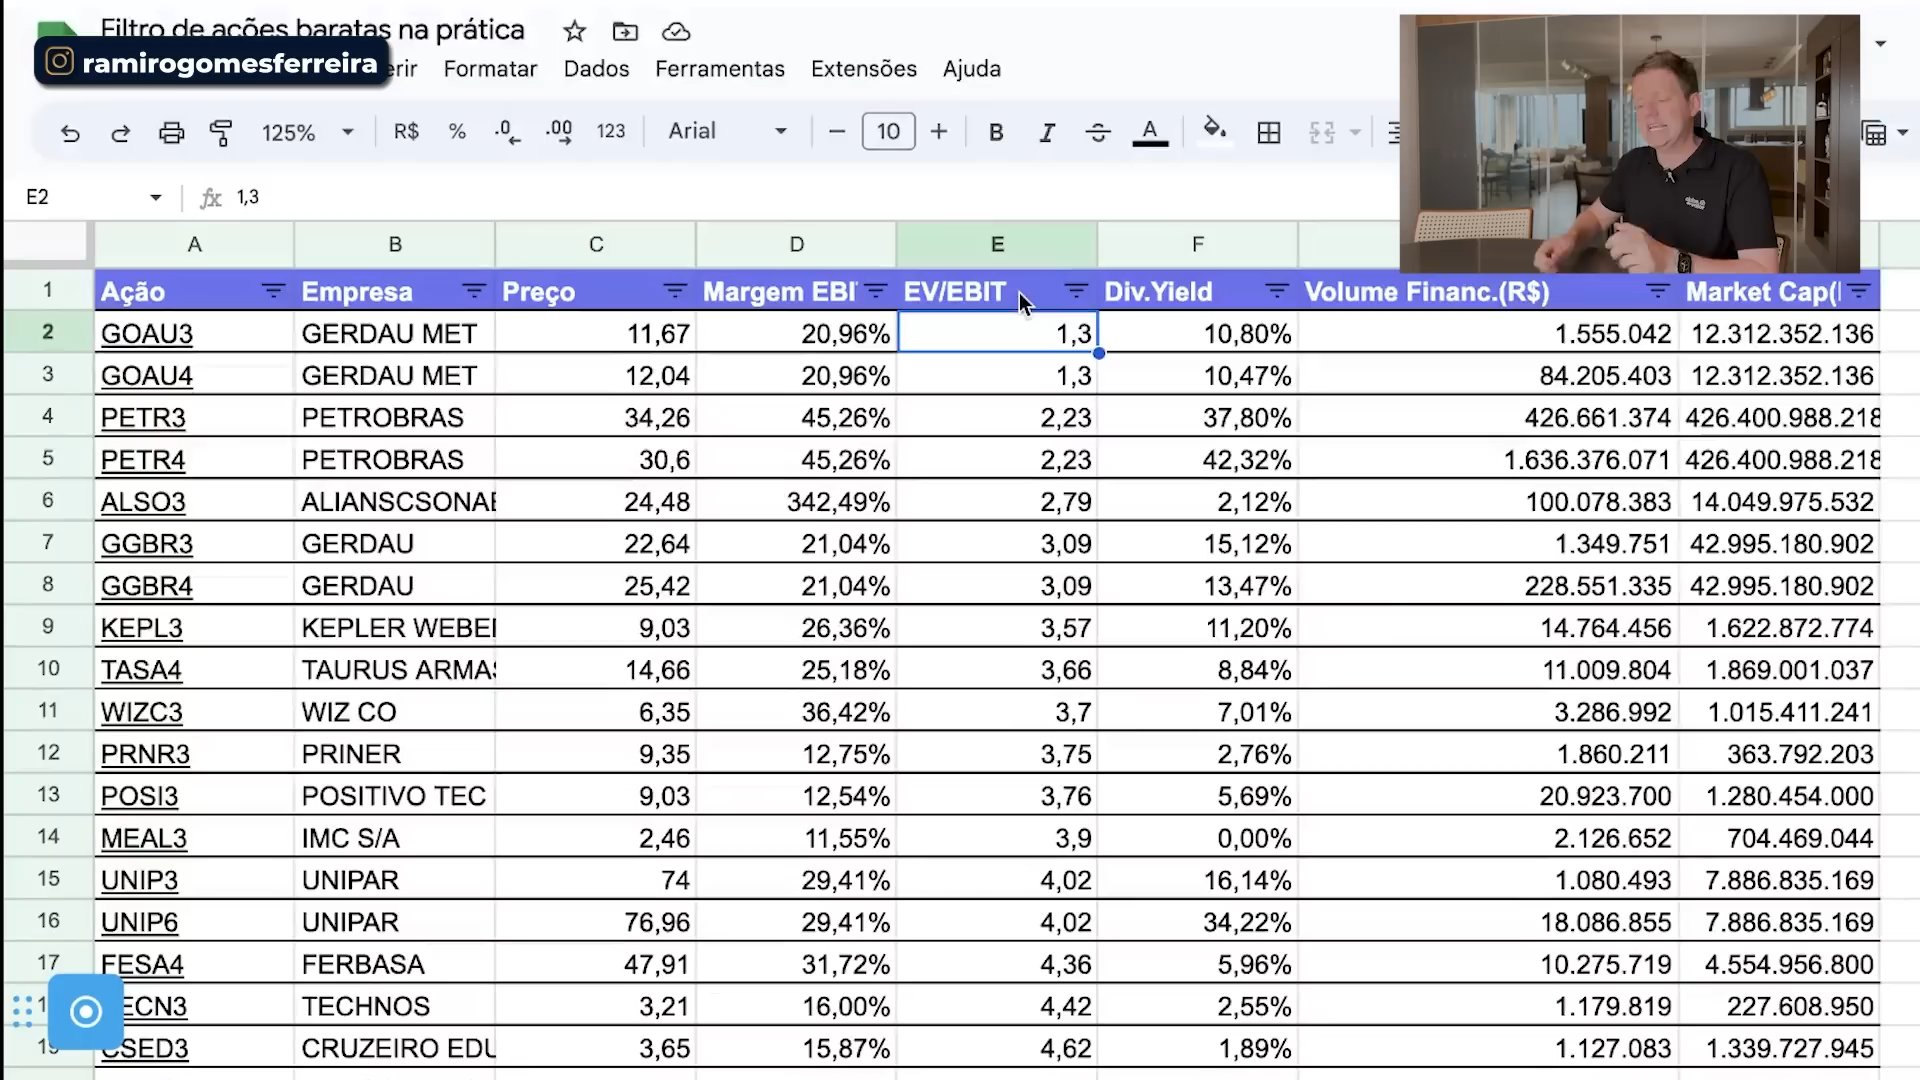 Filtro de ações baratas na prática
ramirogomesferreira
erir Formatar Dados Ferramentas Extensões Ajuda
125% R$ % .0 .00 123 Arial 10 B I A
E2 fx 1,3
A B C D E F
1 Ação Empresa Preço Margem EBI EV/EBIT Div.Yield Volume Financ.(R$) Market Cap(
2 GOAU3 GERDAU MET 11,67 20,96% 1,3 10,80% 1.555.042 12.312.352.136
3 GOAU4 GERDAU MET 12,04 20,96% 1,3 10,47% 84.205.403 12.312.352.136
4 PETR3 PETROBRAS 34,26 45,26% 2,23 37,80% 426.661.374 426.400.988.218
5 PETR4 PETROBRAS 30,6 45,26% 2,23 42,32% 1.636.376.071 426.400.988.218
6 ALSO3 ALIANSCSONAE 24,48 342,49% 2,79 2,12% 100.078.383 14.049.975.532
7 GGBR3 GERDAU 22,64 21,04% 3,09 15,12% 1.349.751 42.995.180.902
8 GGBR4 GERDAU 25,42 21,04% 3,09 13,47% 228.551.335 42.995.180.902
9 KEPL3 KEPLER WEBE 9,03 26,36% 3,57 11,20% 14.764.456 1.622.872.774
10 TASA4 TAURUS ARMAS 14,66 25,18% 3,66 8,84% 11.009.804 1.869.001.037
11 WIZC3 WIZ CO 6,35 36,42% 3,7 7,01% 3.286.992 1.015.411.241
12 PRNR3 PRINER 9,35 12,75% 3,75 2,76% 1.860.211 363.792.203
13 POSI3 POSITIVO TEC 9,03 12,54% 3,76 5,69% 20.923.700 1.280.454.000
14 MEAL3 IMC S/A 2,46 11,55% 3,9 0,00% 2.126.652 704.469.044
15 UNIP3 UNIPAR 74 29,41% 4,02 16,14% 1.080.493 7.886.835.169
16 UNIP6 UNIPAR 76,96 29,41% 4,02 34,22% 18.086.855 7.886.835.169
17 FESA4 FERBASA 47,91 31,72% 4,36 5,96% 10.275.719 4.554.956.800
1 ECN3 TECHNOS 3,21 16,00% 4,42 2,55% 1.179.819 227.608.950
19 CSED3 CRUZEIRO EDU 3,65 15,87% 4,62 1,89% 1.127.083 1.339.727.945